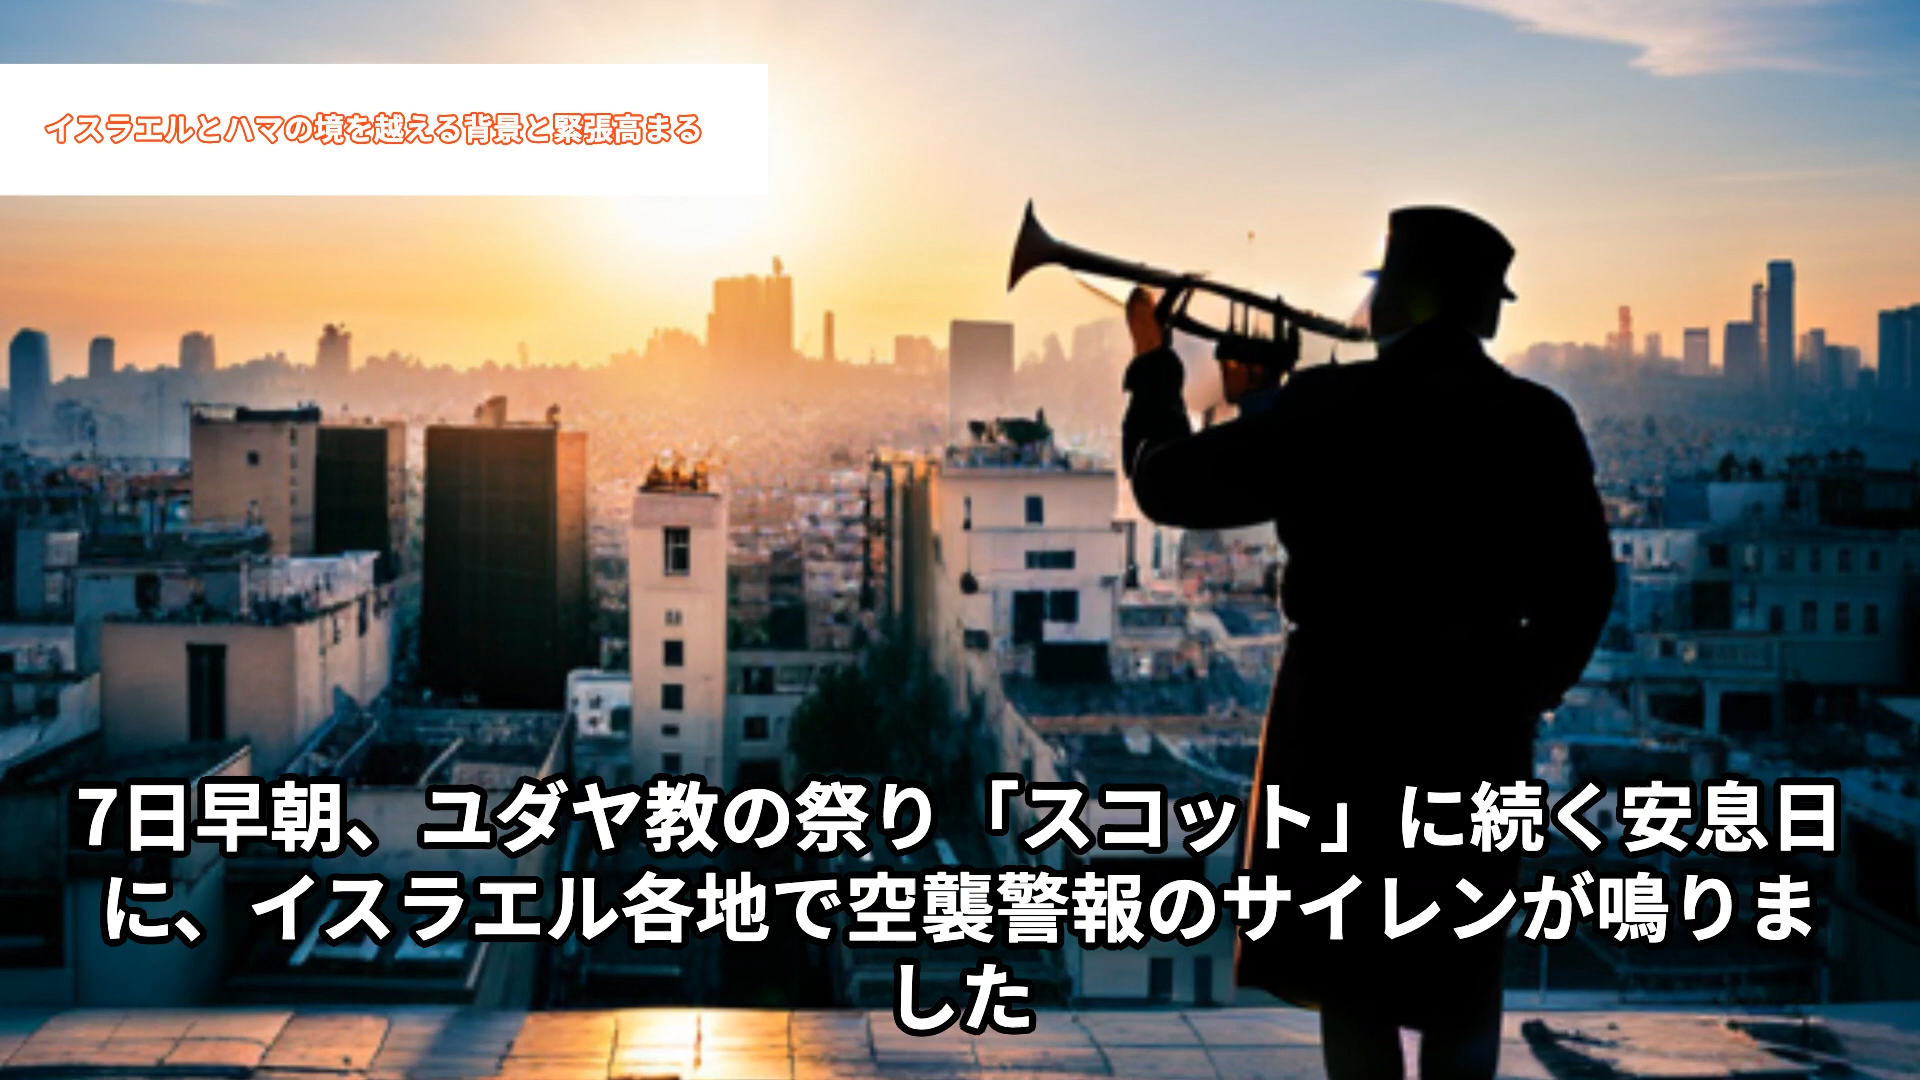 イスラエルとハマの境を越える背景と緊張高まる
7日早朝、ユダヤ教の祭り「スコット」に続く安息日
に、イスラエル各地で空襲警報のサイレンが鳴りま
した